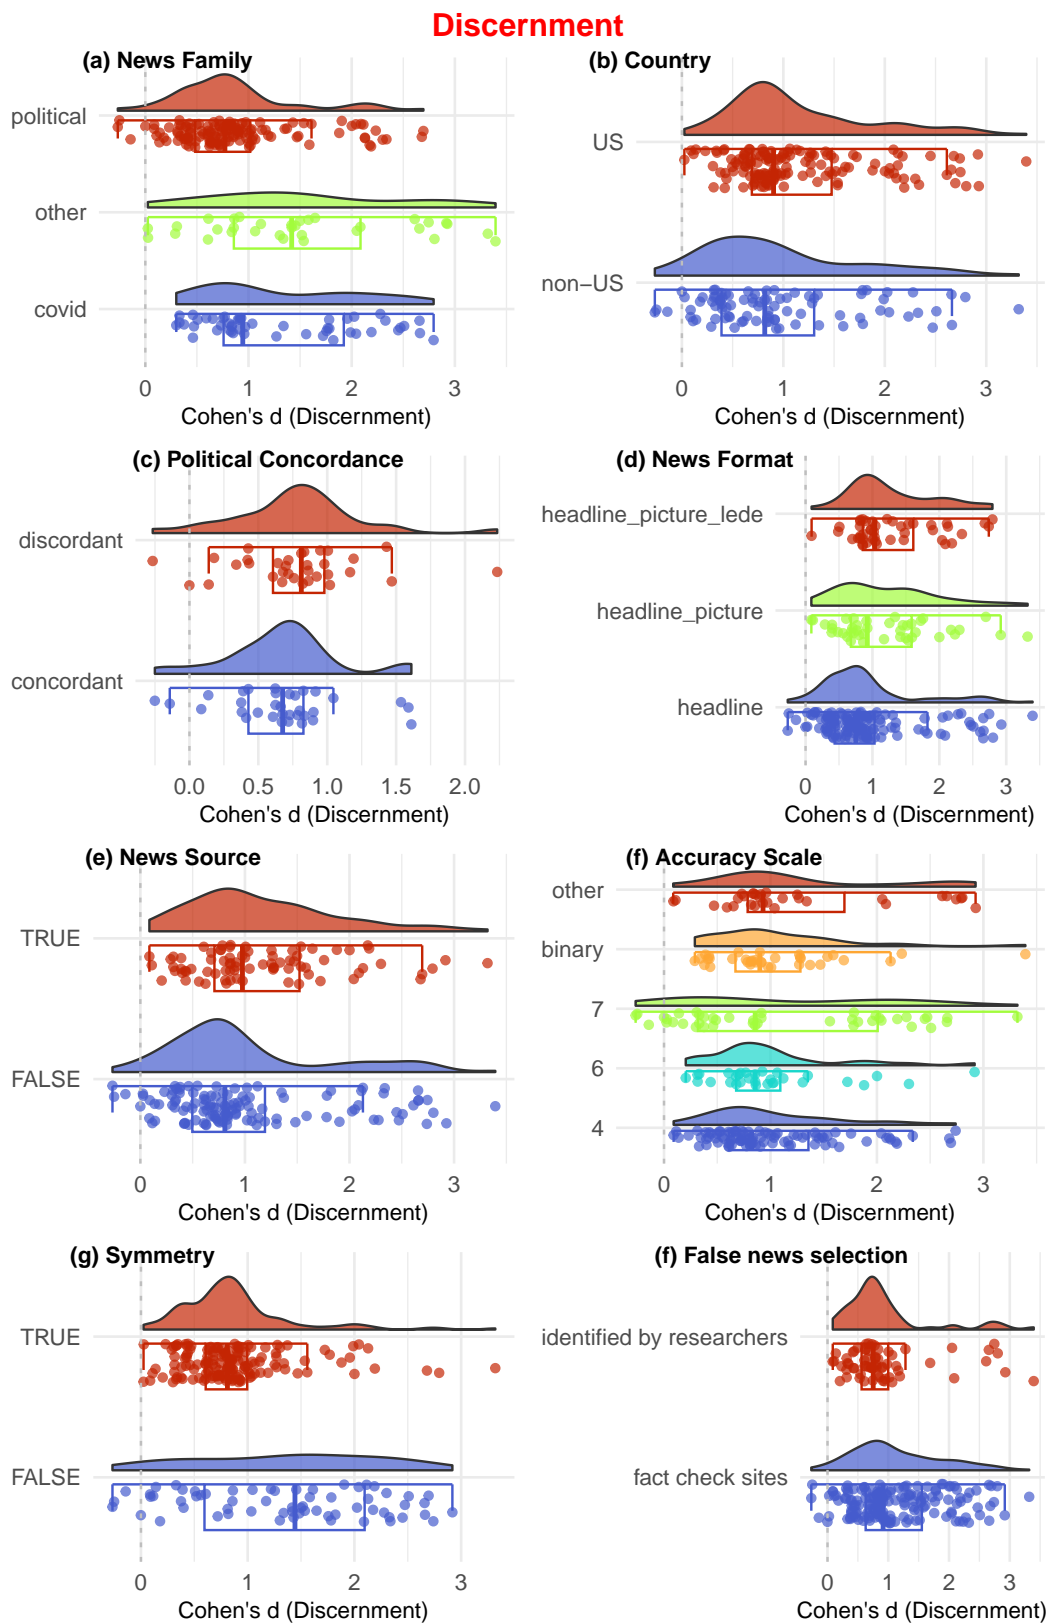 Discernment
(a) News Family
political
other
covid
0 1 2 3
Cohen's d (Discernment)
(b) Country
US
non−US
0 1 2 3
Cohen's d (Discernment)
(c) Political Concordance
discordant
concordant
0.0 0.5 1.0 1.5 2.0
Cohen's d (Discernment)
(d) News Format
headline_picture_lede
headline_picture
headline
0 1 2 3
Cohen's d (Discernment)
(e) News Source
TRUE
FALSE
0 1 2 3
Cohen's d (Discernment)
(f) Accuracy Scale
other
binary
7
6
4
0 1 2 3
Cohen's d (Discernment)
(g) Symmetry
TRUE
FALSE
0 1 2 3
Cohen's d (Discernment)
(f) False news selection
identified by researchers
fact check sites
0 1 2 3
Cohen's d (Discernment)